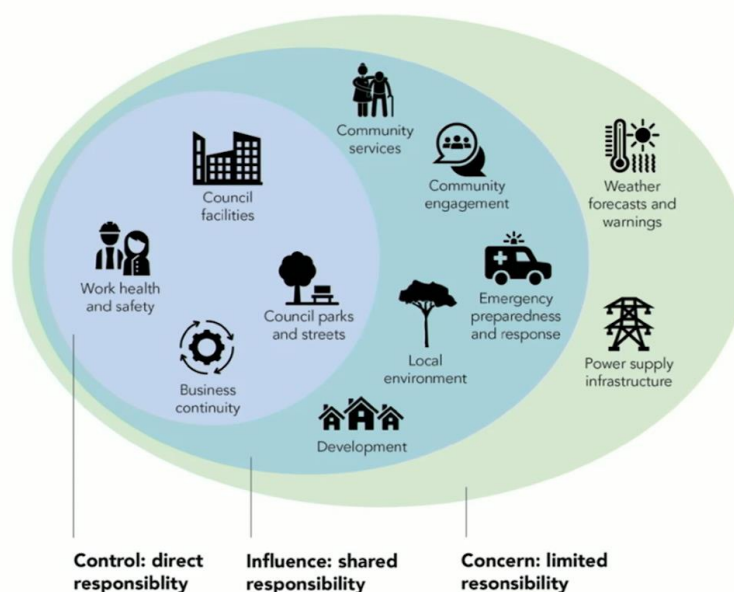 Community
services
Community
engagement
Weather
forecasts and
warnings
Council
facilities
Work health
and safety
Council parks
and streets
Emergency
preparedness
and response
Local
environment
Power supply
infrastructure
Business
continuity
Development
Control: direct
responsiblity
Influence: shared
responsibility
Concern: limited
resonsibility